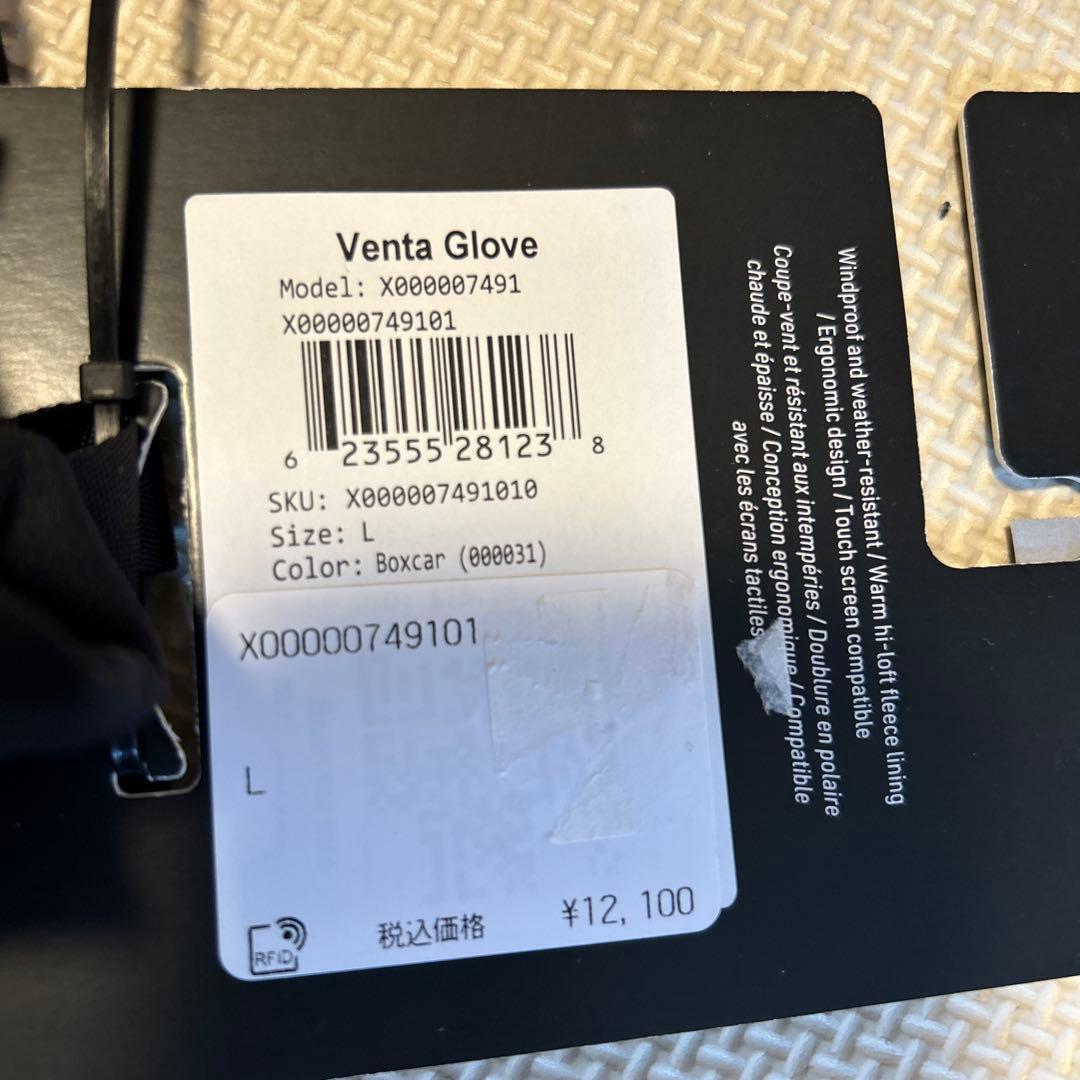 Venta Glove
Model: X000007491
X00000749101
6 23555 28123 8
SKU: X000007491010
Size: L
Color: Boxcar (000031)
X00000749101
L
RFID
税込価格 ¥12,100
Windproof and weather-resistant / Warm hi-loft fleece lining
/ Ergonomic design / Touch screen compatible
Coupe-vent et résistant aux intempéries / Doublure en polaire
chaude et épaisse / Conception ergonomique / Compatible
avec les écrans tactiles